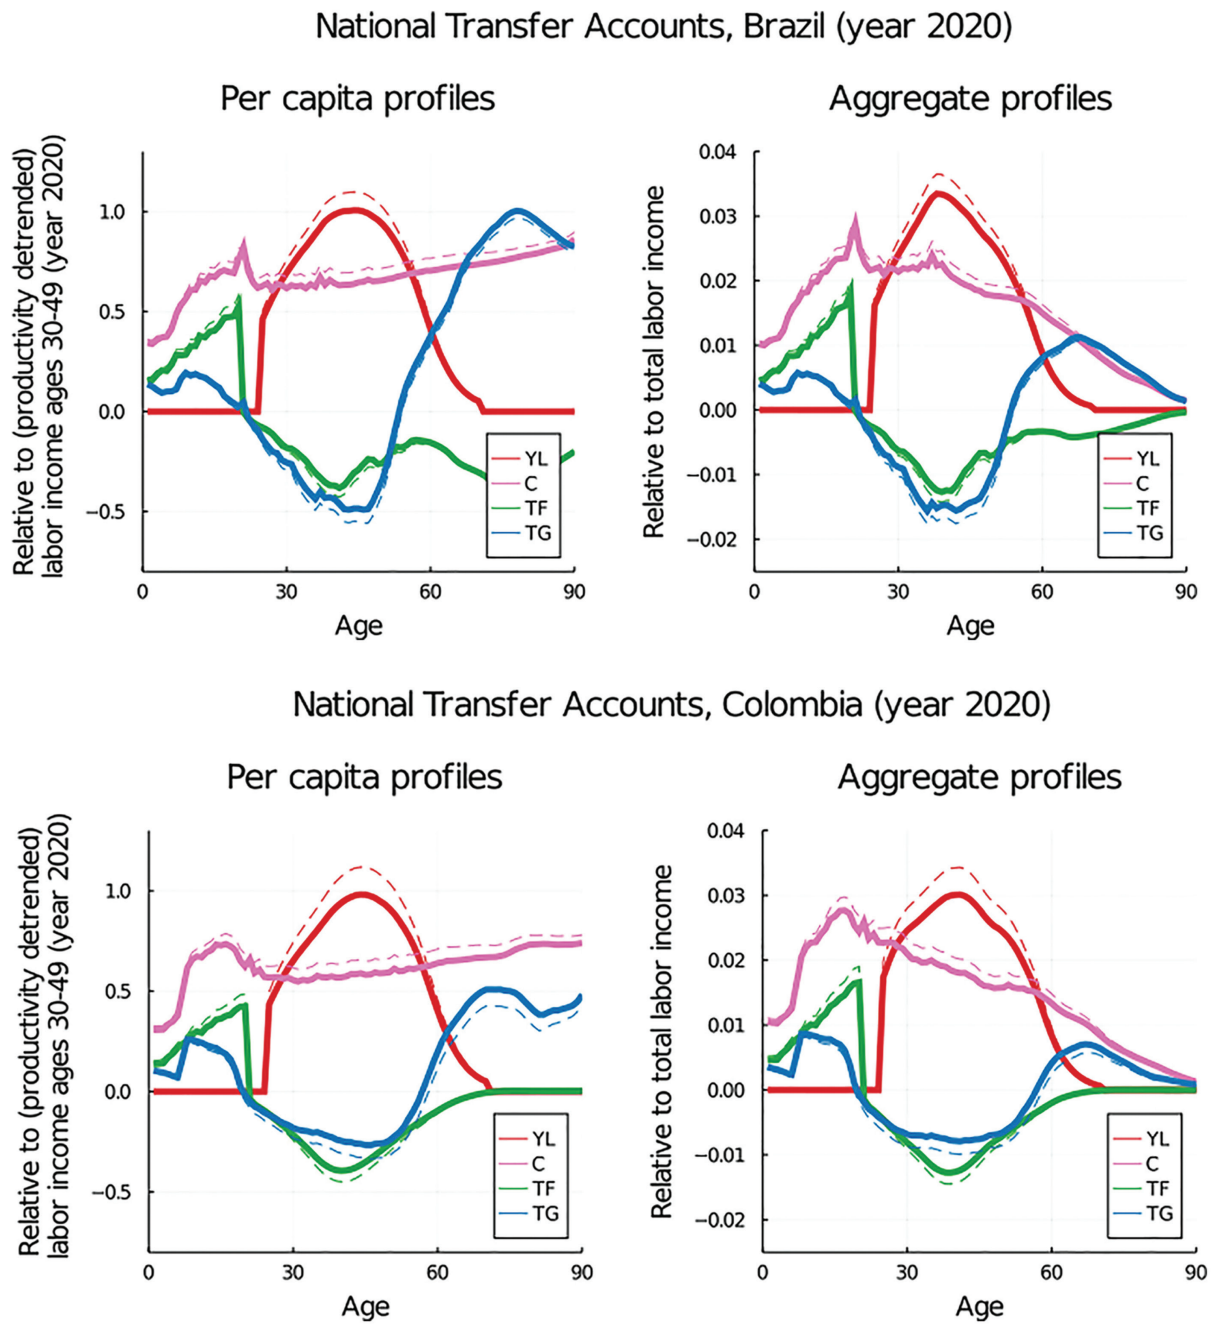 National Transfer Accounts, Brazil (year 2020)
Per capita profiles
Relative to (productivity detrended)
labor income ages 30-49 (year 2020)
1.0
0.5
0.0
−0.5
0
30
60
90
Age
YL
C
TF
TG
Aggregate profiles
Relative to total labor income
0.04
0.03
0.02
0.01
0.00
−0.01
−0.02
0
30
60
90
Age
YL
C
TF
TG
National Transfer Accounts, Colombia (year 2020)
Per capita profiles
Relative to (productivity detrended)
labor income ages 30-49 (year 2020)
1.0
0.5
0.0
−0.5
0
30
60
90
Age
YL
C
TF
TG
Aggregate profiles
Relative to total labor income
0.04
0.03
0.02
0.01
0.00
−0.01
−0.02
0
30
60
90
Age
YL
C
TF
TG